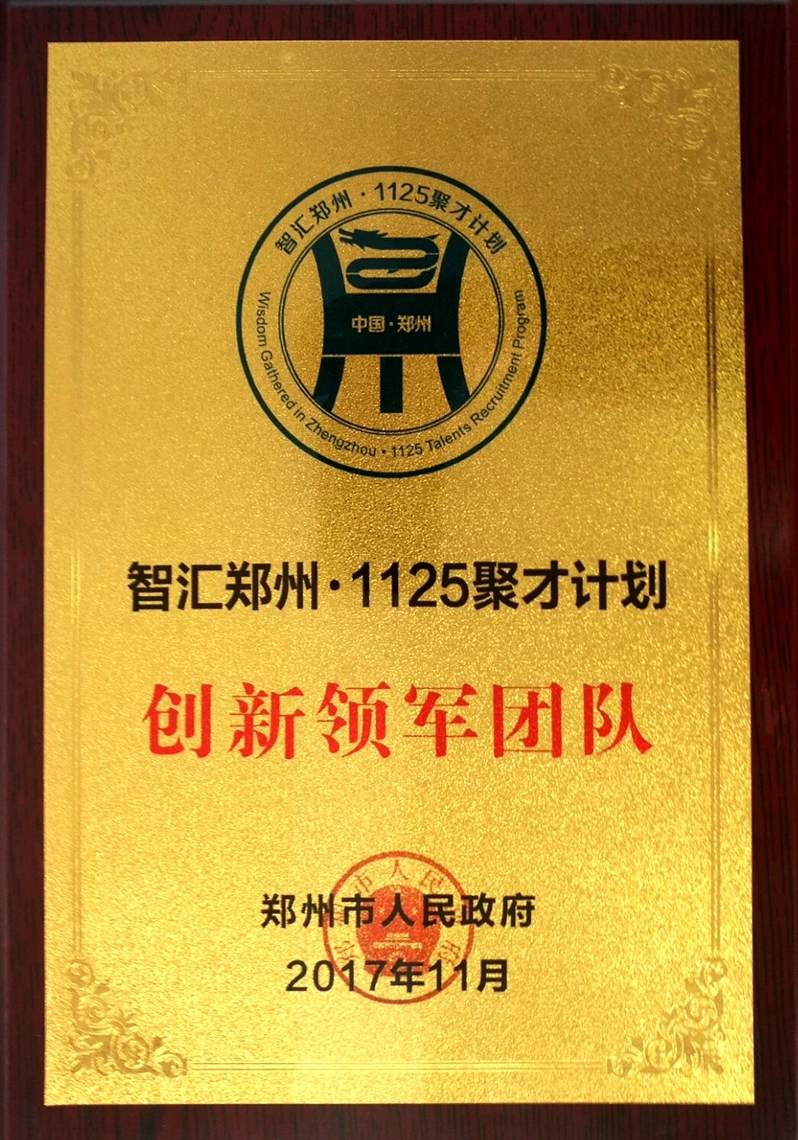 智汇郑州·1125聚才计划
中国·郑州
Wisdom Gathered in Zhengzhou · 1125 Talents Recruitment Program
智汇郑州·1125聚才计划
创新领军团队
郑州市人民政府
2017年11月